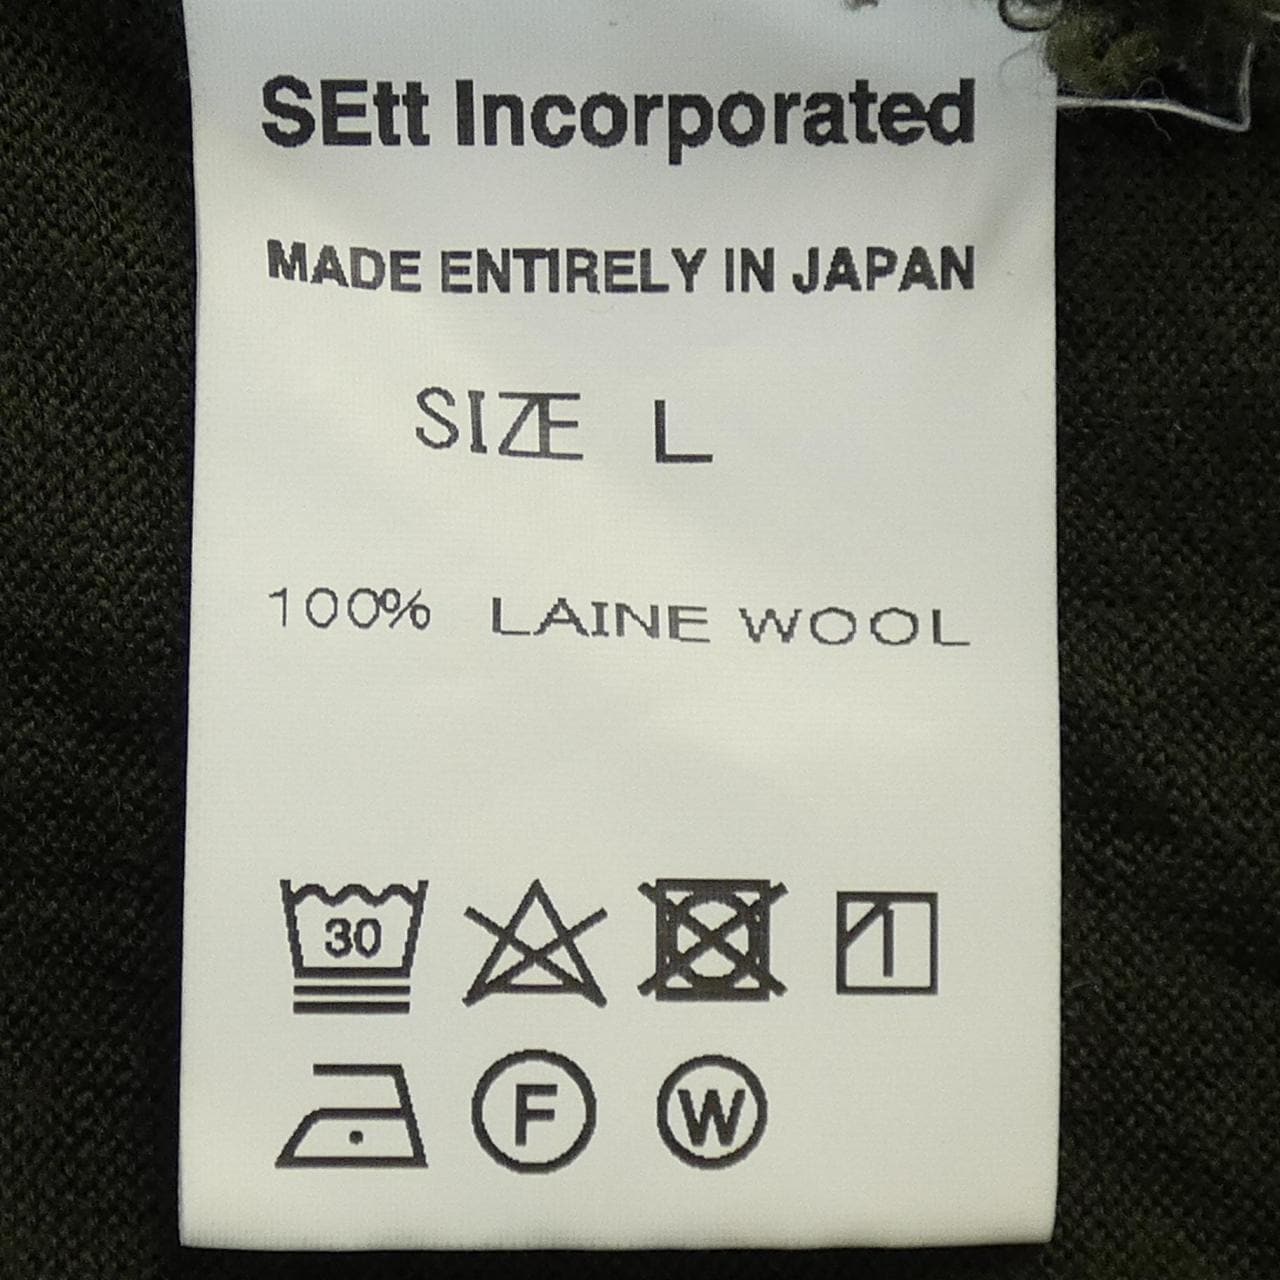 SEtt Incorporated
MADE ENTIRELY IN JAPAN
SIZE L
100% LAINE WOOL
30
F W